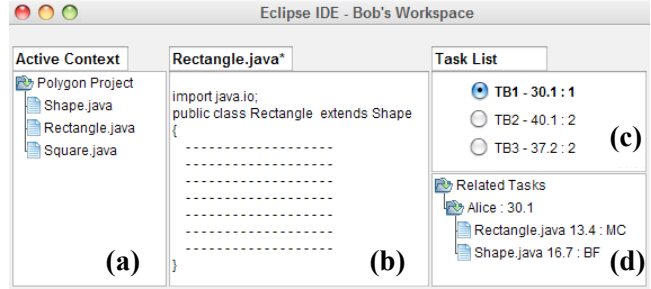 Eclipse IDE - Bob's Workspace
Active Context
Polygon Project
Shape.java
Rectangle.java
Square.java
(a)
Rectangle.java*
import java.io;
public class Rectangle extends Shape
{
- - - - - - - - - - - - - - - - - - - -
- - - - - - - - - - - - - - - - - - - -
- - - - - - - - - - - - - - - - - - - -
- - - - - - - - - - - - - - - - - - - -
- - - - - - - - - - - - - - - - - - - -
- - - - - - - - - - - - - - - - - - - -
- - - - - - - - - - - - - - - - - - - -
}
(b)
Task List
TB1 - 30.1 : 1
TB2 - 40.1 : 2
TB3 - 37.2 : 2
(c)
Related Tasks
Alice : 30.1
Rectangle.java 13.4 : MC
Shape.java 16.7 : BF
(d)